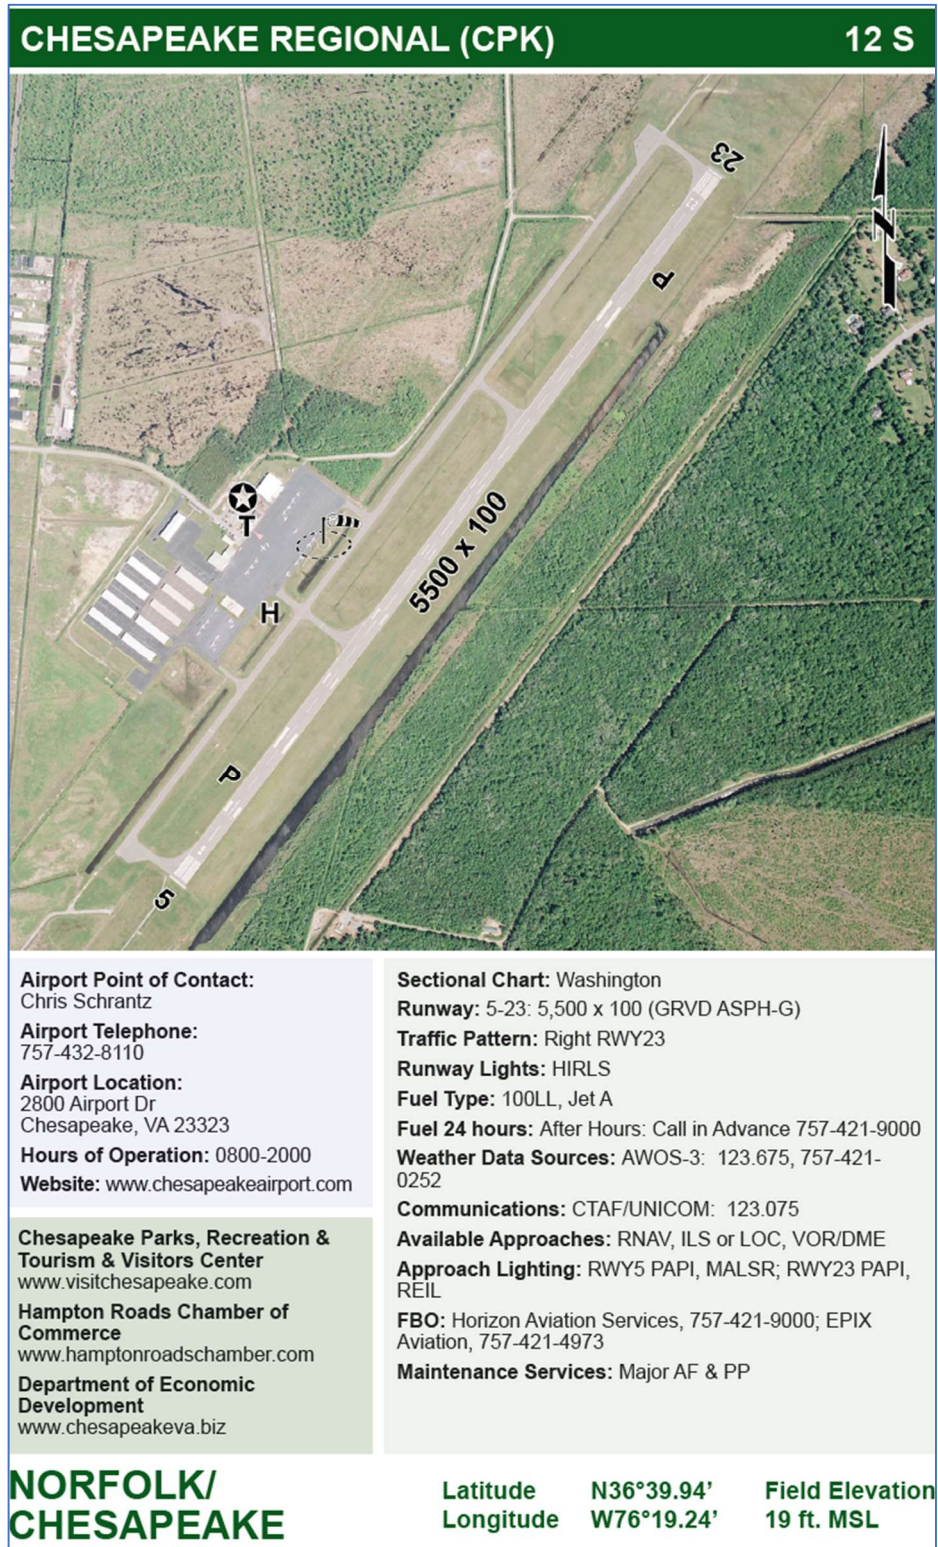 CHESAPEAKE REGIONAL (CPK) 12 S
23
23
P
5500 x 100
T
H
P
5
Airport Point of Contact:
Chris Schrantz
Airport Telephone:
757-432-8110
Airport Location:
2800 Airport Dr
Chesapeake, VA 23323
Hours of Operation: 0800-2000
Website: www.chesapeakeairport.com
Chesapeake Parks, Recreation &
Tourism & Visitors Center
www.visitchesapeake.com
Hampton Roads Chamber of
Commerce
www.hamptonroadschamber.com
Department of Economic
Development
www.chesapeakeva.biz
Sectional Chart: Washington
Runway: 5-23: 5,500 x 100 (GRVD ASPH-G)
Traffic Pattern: Right RWY23
Runway Lights: HIRLS
Fuel Type: 100LL, Jet A
Fuel 24 hours: After Hours: Call in Advance 757-421-9000
Weather Data Sources: AWOS-3: 123.675, 757-421-
0252
Communications: CTAF/UNICOM: 123.075
Available Approaches: RNAV, ILS or LOC, VOR/DME
Approach Lighting: RWY5 PAPI, MALSR; RWY23 PAPI,
REIL
FBO: Horizon Aviation Services, 757-421-9000; EPIX
Aviation, 757-421-4973
Maintenance Services: Major AF & PP
NORFOLK/
CHESAPEAKE
Latitude N36°39.94’ Field Elevation
Longitude W76°19.24’ 19 ft. MSL